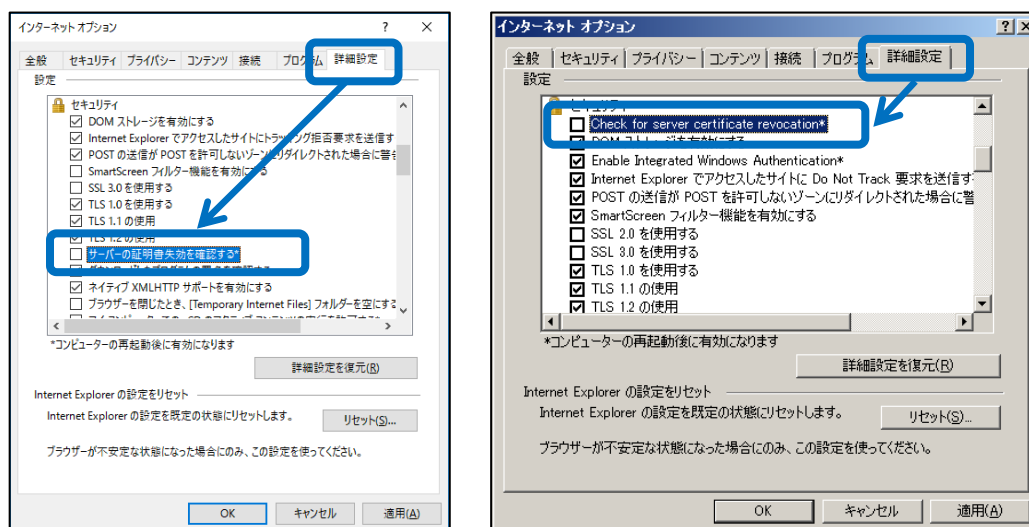 インターネット オプション
? ×
全般 セキュリティ プライバシー コンテンツ 接続 プログラム 詳細設定
設定
セキュリティ
DOM ストレージを有効にする
Internet Explorer でアクセスしたサイトにトラッキング拒否要求を送信す
POST の送信が POST を許可しないゾーンにリダイレクトされた場合に警告
SmartScreen フィルター機能を有効にする
SSL 3.0 を使用する
TLS 1.0 を使用する
TLS 1.1 の使用
TLS 1.2 の使用
サーバーの証明書失効を確認する*
ネイティブ XMLHTTP サポートを有効にする
ブラウザーを閉じたとき、[Temporary Internet Files] フォルダーを空にする
*コンピューターの再起動後に有効になります
詳細設定を復元(R)
Internet Explorer の設定をリセット
Internet Explorer の設定を既定の状態にリセットします。
リセット(S)...
ブラウザーが不安定な状態になった場合にのみ、この設定を使ってください。
OK キャンセル 適用(A)
インターネット オプション
? ×
全般 セキュリティ プライバシー コンテンツ 接続 プログラム 詳細設定
設定
セキュリティ
Check for server certificate revocation*
DOM ストレージを有効にする
Enable Integrated Windows Authentication*
Internet Explorer でアクセスしたサイトに Do Not Track 要求を送信す
POST の送信が POST を許可しないゾーンにリダイレクトされた場合に警
SmartScreen フィルター機能を有効にする
SSL 2.0 を使用する
SSL 3.0 を使用する
TLS 1.0 を使用する
TLS 1.1 の使用
TLS 1.2 の使用
*コンピューターの再起動後に有効になります
詳細設定を復元(R)
Internet Explorer の設定をリセット
Internet Explorer の設定を既定の状態にリセットします。
リセット(S)...
ブラウザーが不安定な状態になった場合にのみ、この設定を使ってください。
OK キャンセル 適用(A)